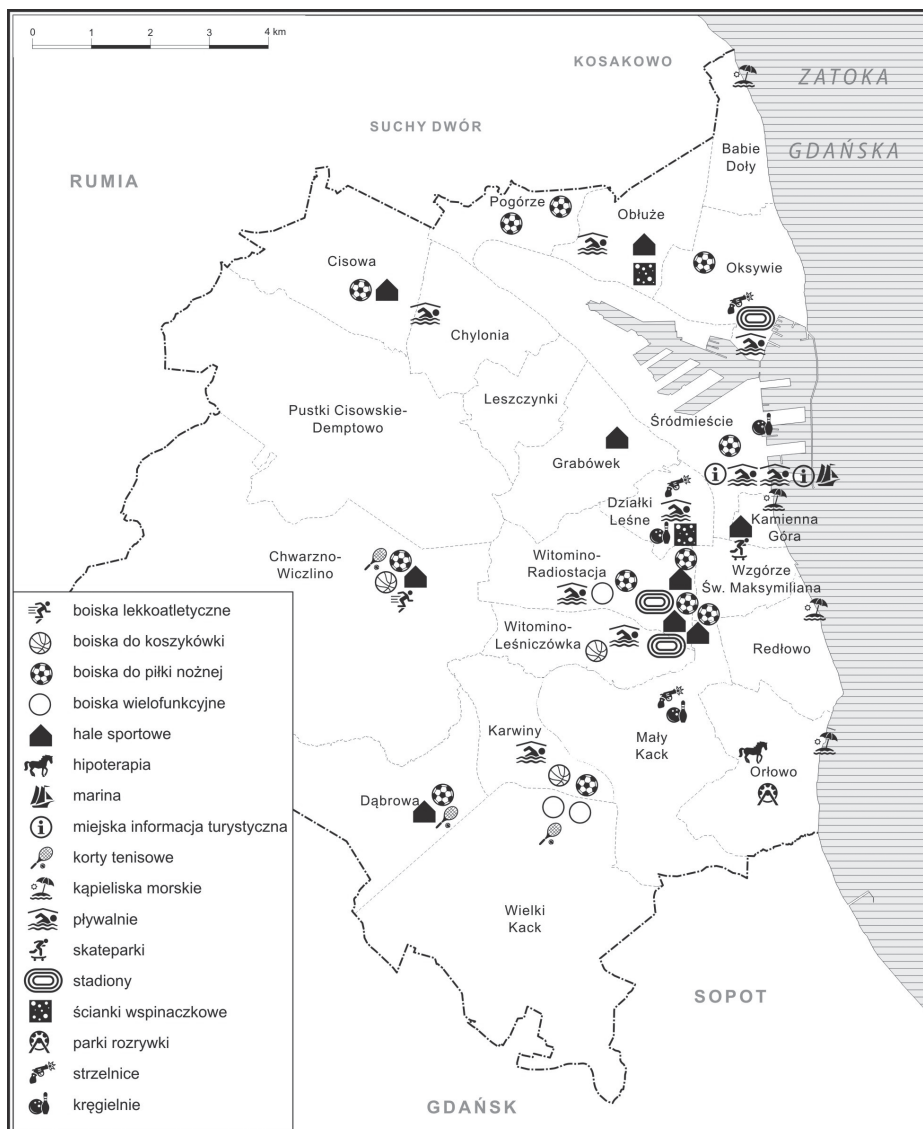 0 1 2 3 4 km
KOSAKOWO
ZATOKA
GDAŃSKA
SUCHY DWÓR
RUMIA
Babie
Doły
Pogórze
Obłuże
Cisowa
Oksywie
Chylonia
Leszczynki
Pustki Cisowskie-
Demptowo
Śródmieście
Grabówek
Działki
Leśne
Kamienna
Góra
Chwarzno-
Wiczlino
Witomino-
Radiostacja
Wzgórze
Św. Maksymiliana
Witomino-
Leśniczówka
Redłowo
Karwiny
Mały
Kack
Orłowo
Dąbrowa
Wielki
Kack
SOPOT
GDAŃSK
boiska lekkoatletyczne
boiska do koszykówki
boiska do piłki nożnej
boiska wielofunkcyjne
hale sportowe
hipoterapia
marina
miejska informacja turystyczna
korty tenisowe
kąpieliska morskie
pływalnie
skateparki
stadiony
ścianki wspinaczkowe
parki rozrywki
strzelnice
kręgielnie